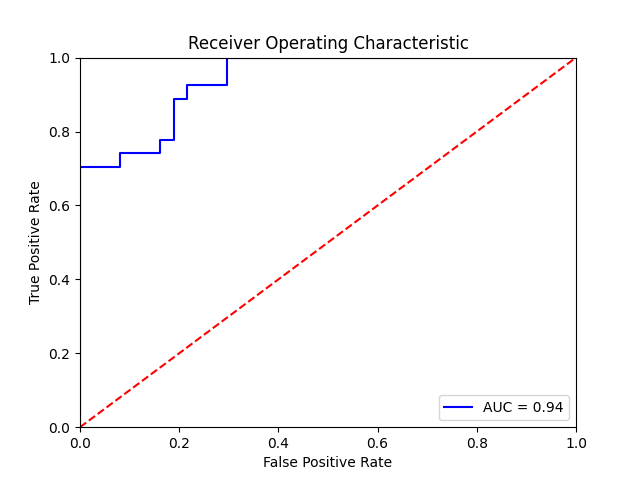 Receiver Operating Characteristic
1.0
0.8
0.6
0.4
0.2
0.0
True Positive Rate
AUC = 0.94
0.0 0.2 0.4 0.6 0.8 1.0
False Positive Rate